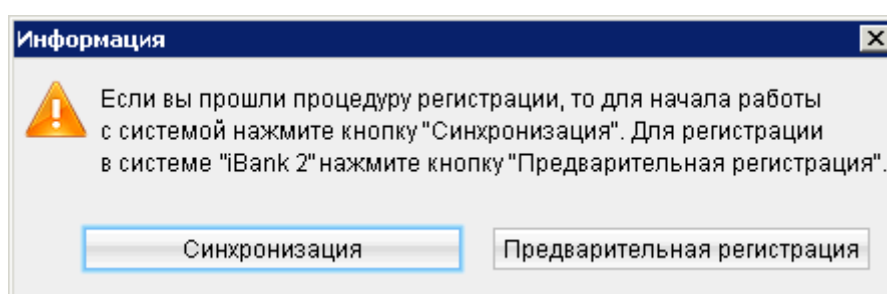 Информация
Если вы прошли процедуру регистрации, то для начала работы
с системой нажмите кнопку "Синхронизация". Для регистрации
в системе "iBank 2" нажмите кнопку "Предварительная регистрация".
Синхронизация
Предварительная регистрация